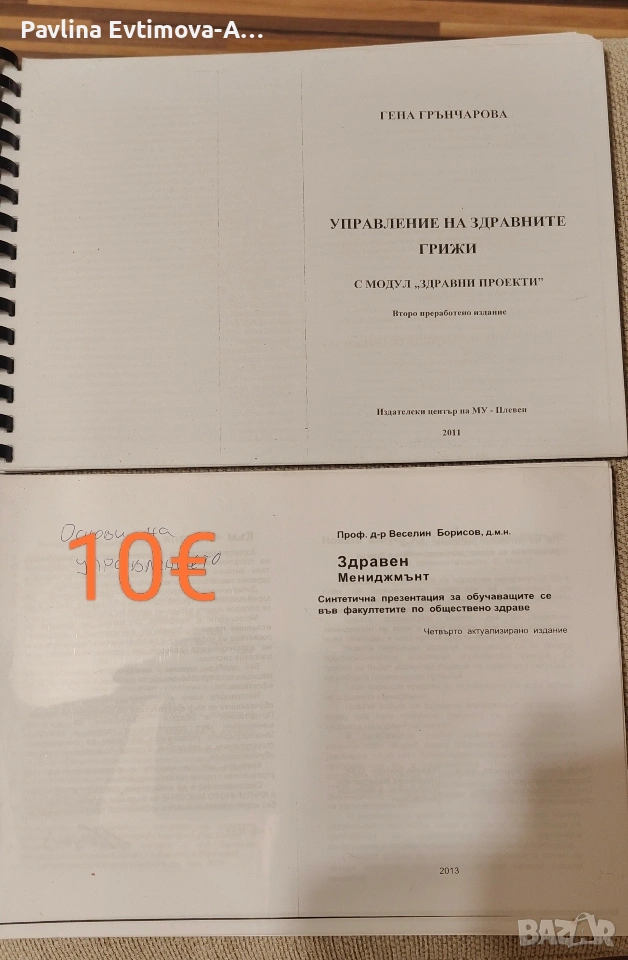 Pavlina Evtimova-A...
ГЕНА ГРЪНЧАРОВА
УПРАВЛЕНИЕ НА ЗДРАВНИТЕ
ГРИЖИ
С МОДУЛ „ЗДРАВНИ ПРОЕКТИ”
Второ преработено издание
Издателски център на МУ - Плевен
2011
Основи на
управлението
10€
Проф. д-р Веселин Борисов, д.м.н.
Здравен
Мениджмънт
Синтетична презентация за обучаващите се
във факултетите по обществено здраве
Четвърто актуализирано издание
2013
BAZAR